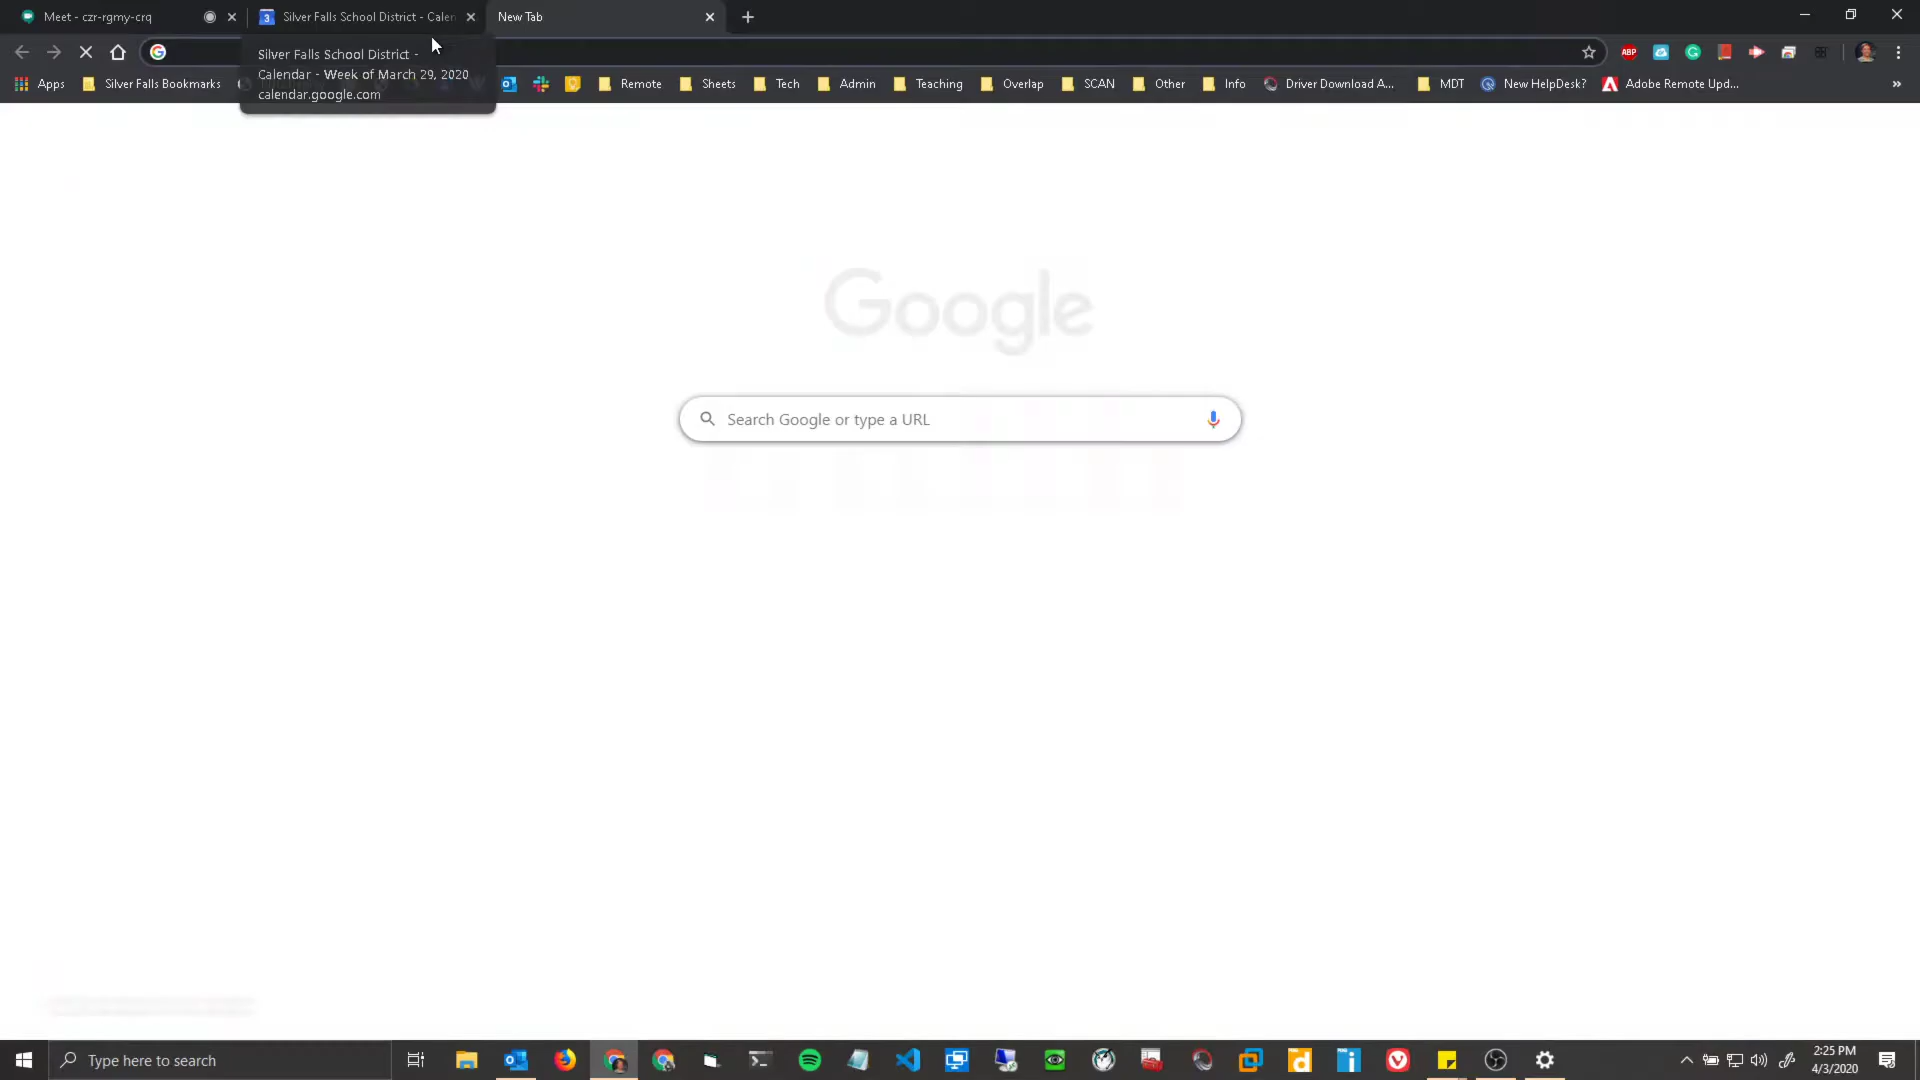 Meet - czr-rgmy-crq
Silver Falls School District - Calen
New Tab
Silver Falls School District -
Calendar - Week of March 29, 2020
calendar.google.com
Apps
Silver Falls Bookmarks
Remote
Sheets
Tech
Admin
Teaching
Overlap
SCAN
Other
Info
Driver Download A...
MDT
New HelpDesk?
Adobe Remote Upd...
ABP
Google
Search Google or type a URL
Type here to search
2:25 PM
4/3/2020